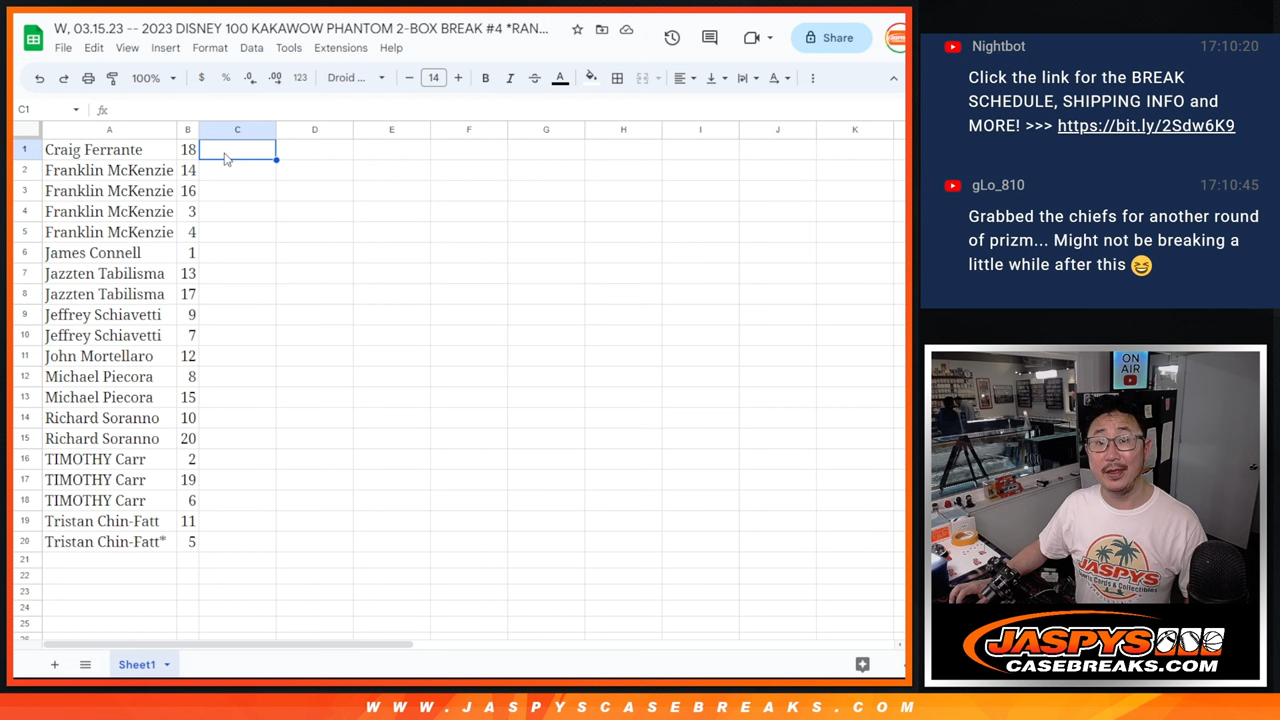 W, 03.15.23 -- 2023 DISNEY 100 KAKAWOW PHANTOM 2-BOX BREAK #4 *RAN...
File Edit View Insert Format Data Tools Extensions Help
Share
100% $ % .0 .00 123 Droid ... 14 B I A
C1 fx
A B C D E F G H I J K
1 Craig Ferrante 18
2 Franklin McKenzie 14
3 Franklin McKenzie 16
4 Franklin McKenzie 3
5 Franklin McKenzie 4
6 James Connell 1
7 Jazzten Tabilisma 13
8 Jazzten Tabilisma 17
9 Jeffrey Schiavetti 9
10 Jeffrey Schiavetti 7
11 John Mortellaro 12
12 Michael Piecora 8
13 Michael Piecora 15
14 Richard Soranno 10
15 Richard Soranno 20
16 TIMOTHY Carr 2
17 TIMOTHY Carr 19
18 TIMOTHY Carr 6
19 Tristan Chin-Fatt 11
20 Tristan Chin-Fatt* 5
21
22
23
24
25
Sheet1
Nightbot 17:10:20
Click the link for the BREAK
SCHEDULE, SHIPPING INFO and
MORE! >>> https://bit.ly/2Sdw6K9
gLo_810 17:10:45
Grabbed the chiefs for another round
of prizm... Might not be breaking a
little while after this 😆
ON
AIR
JASPYS
Sports Cards & Collectibles
JASPYS
CASEBREAKS.COM
WWW.JASPYSCASEBREAKS.COM